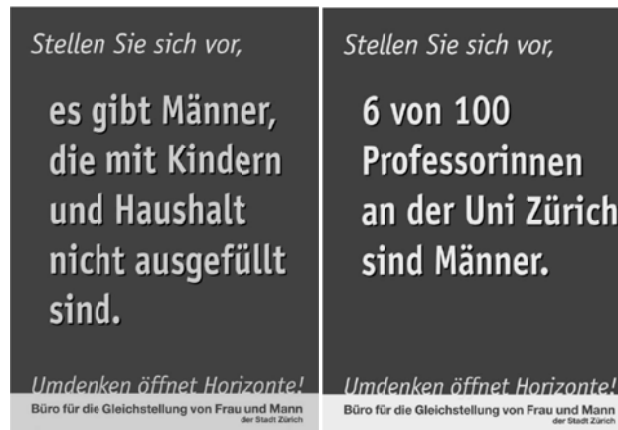 Stellen Sie sich vor,
es gibt Männer,
die mit Kindern
und Haushalt
nicht ausgefüllt
sind.
Umdenken öffnet Horizonte!
Büro für die Gleichstellung von Frau und Mann
der Stadt Zürich
Stellen Sie sich vor,
6 von 100
Professorinnen
an der Uni Zürich
sind Männer.
Umdenken öffnet Horizonte!
Büro für die Gleichstellung von Frau und Mann
der Stadt Zürich